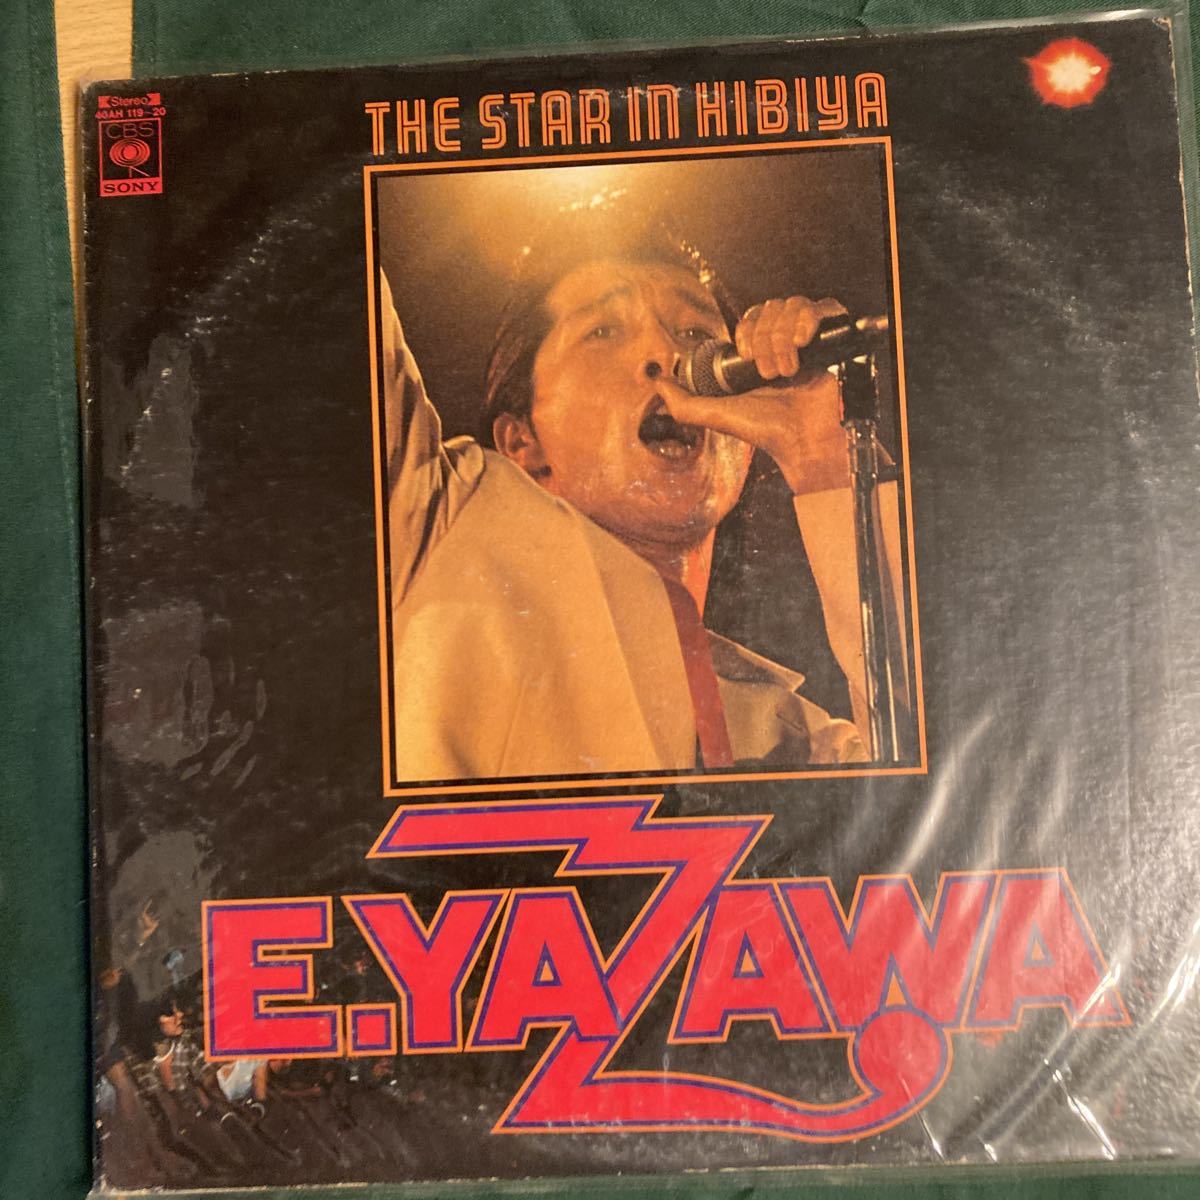 Stereo
40AH 119~20
CBS
SONY
THE STAR IN HIBIYA
E.YAZAWA